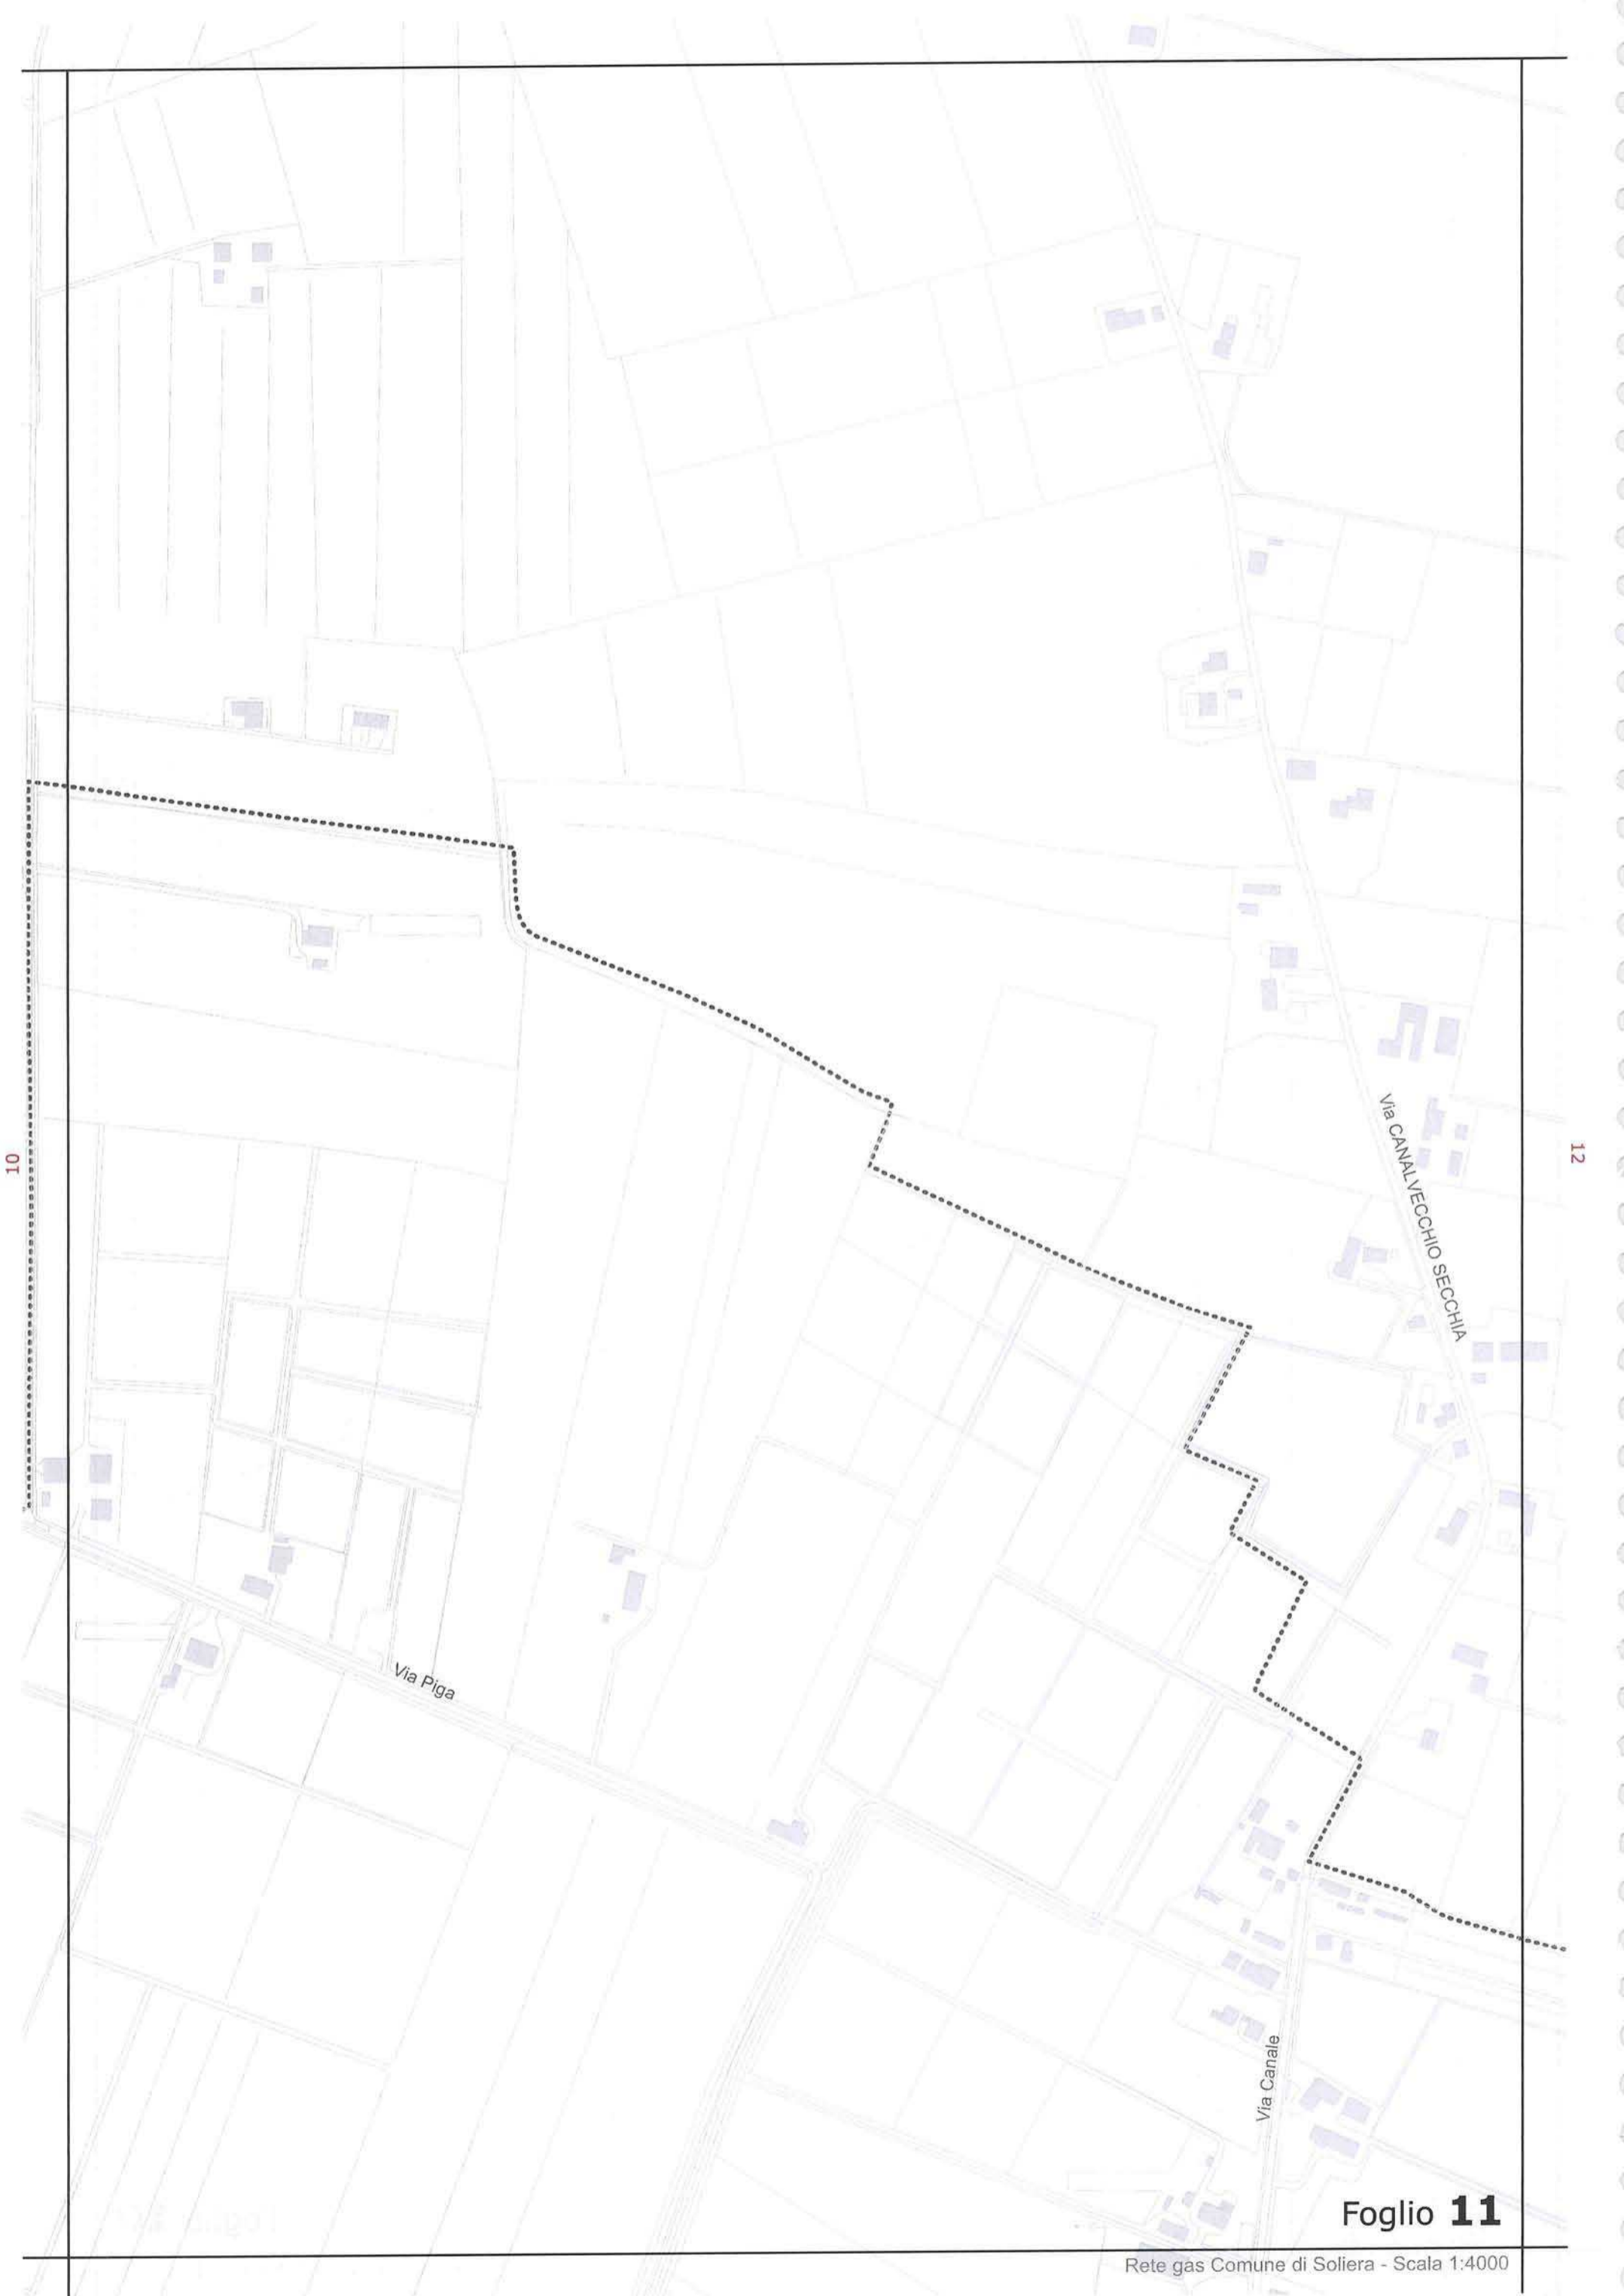 Via CANALVECCHIO SECCHIA
10
12
Via Piga
Via Canale
Foglio 11
Rete gas Comune di Soliera - Scala 1:4000